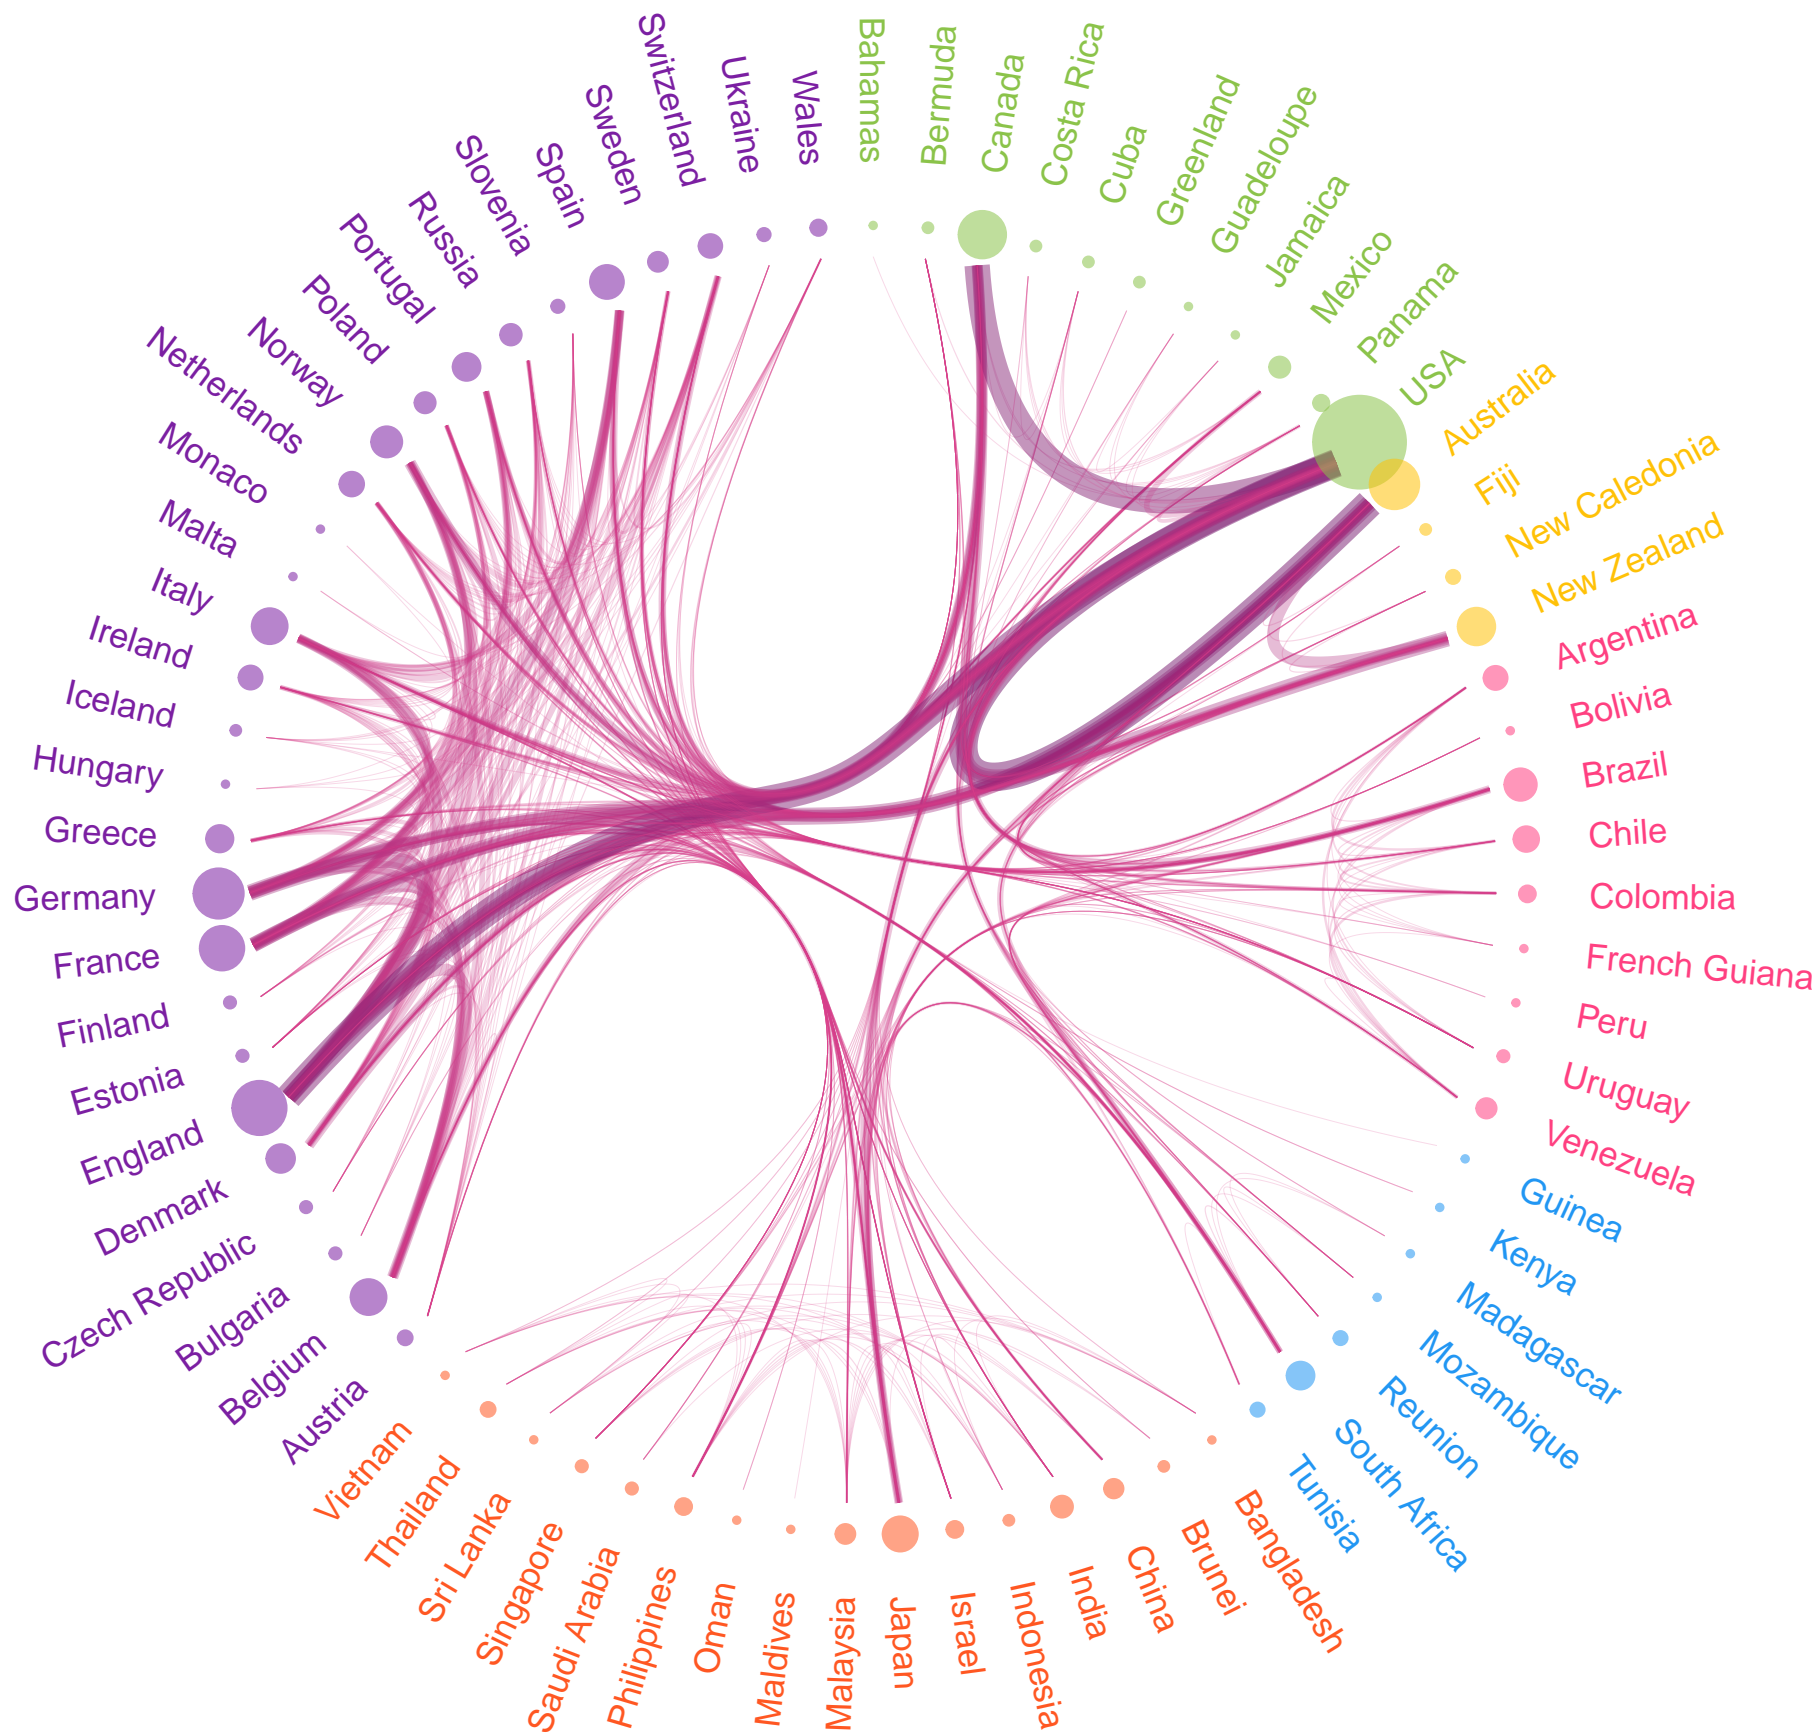 Bahamas
Bermuda
Canada
Costa Rica
Cuba
Greenland
Guadeloupe
Jamaica
Mexico
Panama
USA
Australia
Fiji
New Caledonia
New Zealand
Argentina
Bolivia
Brazil
Chile
Colombia
French Guiana
Peru
Uruguay
Venezuela
Guinea
Kenya
Madagascar
Mozambique
Reunion
South Africa
Tunisia
Bangladesh
Brunei
China
India
Indonesia
Israel
Japan
Malaysia
Maldives
Oman
Philippines
Saudi Arabia
Singapore
Sri Lanka
Thailand
Vietnam
Austria
Belgium
Bulgaria
Czech Republic
Denmark
England
Estonia
Finland
France
Germany
Greece
Hungary
Iceland
Ireland
Italy
Malta
Monaco
Netherlands
Norway
Poland
Portugal
Russia
Slovenia
Spain
Sweden
Switzerland
Ukraine
Wales